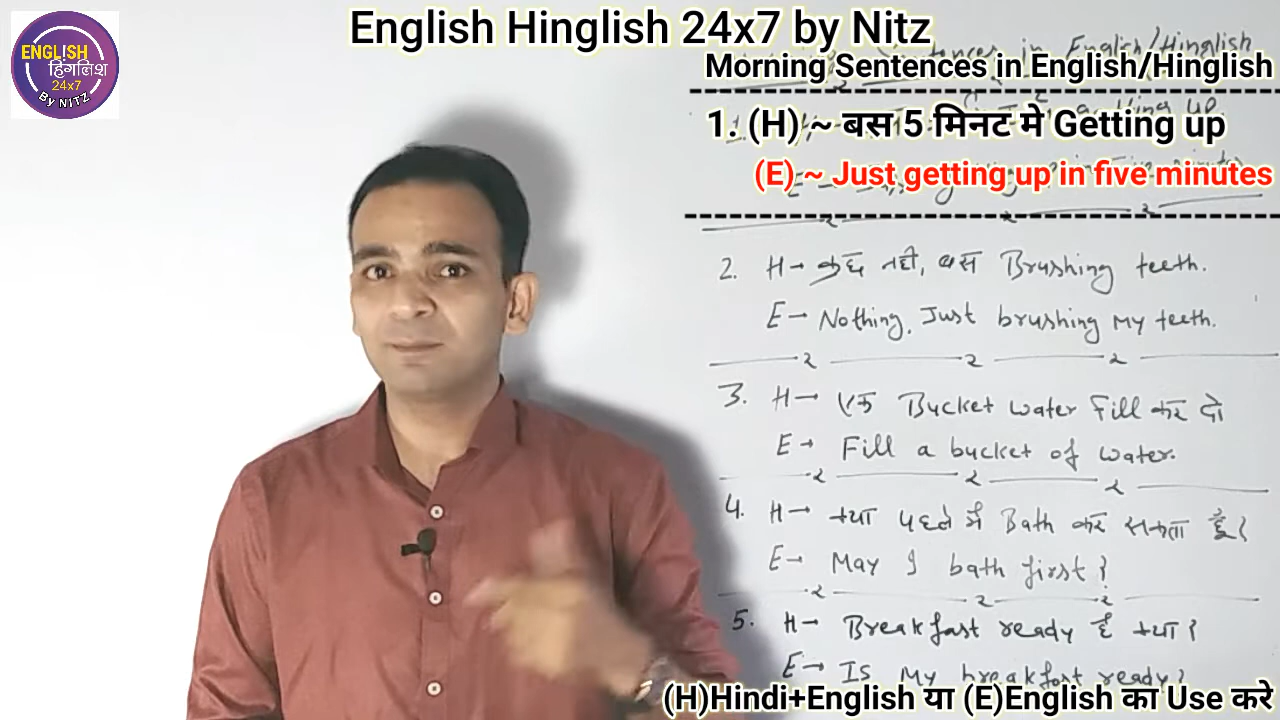 English Hinglish 24x7 by Nitz
ENGLISH
हिंगलिश
24x7
By NITZ
Morning Sentences in English/Hinglish
1. (H) ~ बस 5 मिनट मे Getting up
(E) ~ Just getting up in five minutes
2. H→ कुछ नही, बस Brushing teeth.
E→ Nothing, Just brushing my teeth.
3. H→ एक Bucket water Fill कर दो
E→ Fill a bucket of water.
4. H→ क्या पहले मैं Bath कर सकता हूँ?
E→ May I bath first?
5. H→ Breakfast ready है क्या?
E→ Is My breakfast ready?
(H)Hindi+English या (E)English का Use करे